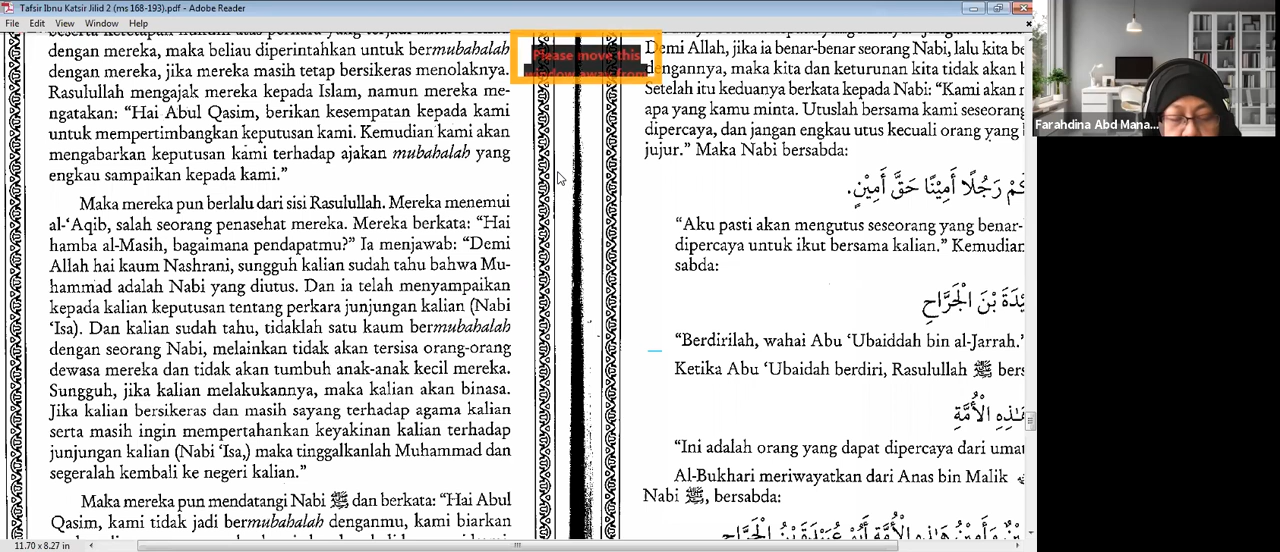 Tafsir Ibnu Katsir Jilid 2 (ms 168-193).pdf - Adobe Reader
File Edit View Window Help
dengan mereka, maka beliau diperintahkan untuk bermubahalah
dengan mereka, jika mereka masih tetap bersikeras menolaknya.
Rasulullah mengajak mereka kepada Islam, namun mereka me-
ngatakan: “Hai Abul Qasim, berikan kesempatan kepada kami
untuk mempertimbangkan keputusan kami. Kemudian kami akan
mengabarkan keputusan kami terhadap ajakan mubahalah yang
engkau sampaikan kepada kami.”
Maka mereka pun berlalu dari sisi Rasulullah. Mereka menemui
al-‘Aqib, salah seorang penasehat mereka. Mereka berkata: “Hai
hamba al-Masih, bagaimana pendapatmu?” Ia menjawab: “Demi
Allah hai kaum Nashrani, sungguh kalian sudah tahu bahwa Mu-
hammad adalah Nabi yang diutus. Dan ia telah menyampaikan
kepada kalian keputusan tentang perkara junjungan kalian (Nabi
‘Isa). Dan kalian sudah tahu, tidaklah satu kaum bermubahalah
dengan seorang Nabi, melainkan tidak akan tersisa orang-orang
dewasa mereka dan tidak akan tumbuh anak-anak kecil mereka.
Sungguh, jika kalian melakukannya, maka kalian akan binasa.
Jika kalian bersikeras dan masih sayang terhadap agama kalian
serta masih ingin mempertahankan keyakinan kalian terhadap
junjungan kalian (Nabi ‘Isa,) maka tinggalkanlah Muhammad dan
segeralah kembali ke negeri kalian.”
Maka mereka pun mendatangi Nabi ﷺ dan berkata: “Hai Abul
Qasim, kami tidak jadi bermubahalah denganmu, kami biarkan
Please move this
window away from
Demi Allah, jika ia benar-benar seorang Nabi, lalu kita be
dengannya, maka kita dan keturunan kita tidak akan b
Setelah itu keduanya berkata kepada Nabi: “Kami akan m
apa yang kamu minta. Utuslah bersama kami seseorang
dipercaya, dan jangan engkau utus kecuali orang yang
jujur.” Maka Nabi bersabda:
كُمْ رَجُلًا أَمِيْنًا حَقَّ أَمِيْنٍ.
“Aku pasti akan mengutus seseorang yang benar-
dipercaya untuk ikut bersama kalian.” Kemudian
sabda:
يْدَةَ بْنَ الْجَرَّاحِ
“Berdirilah, wahai Abu ‘Ubaiddah bin al-Jarrah.”
Ketika Abu ‘Ubaidah berdiri, Rasulullah ﷺ bers
هَٰذِهِ الْأُمَّةِ
“Ini adalah orang yang dapat dipercaya dari umat
Al-Bukhari meriwayatkan dari Anas bin Malik
Nabi ﷺ, bersabda:
11.70 x 8.27 in
Farahdina Abd Mana...